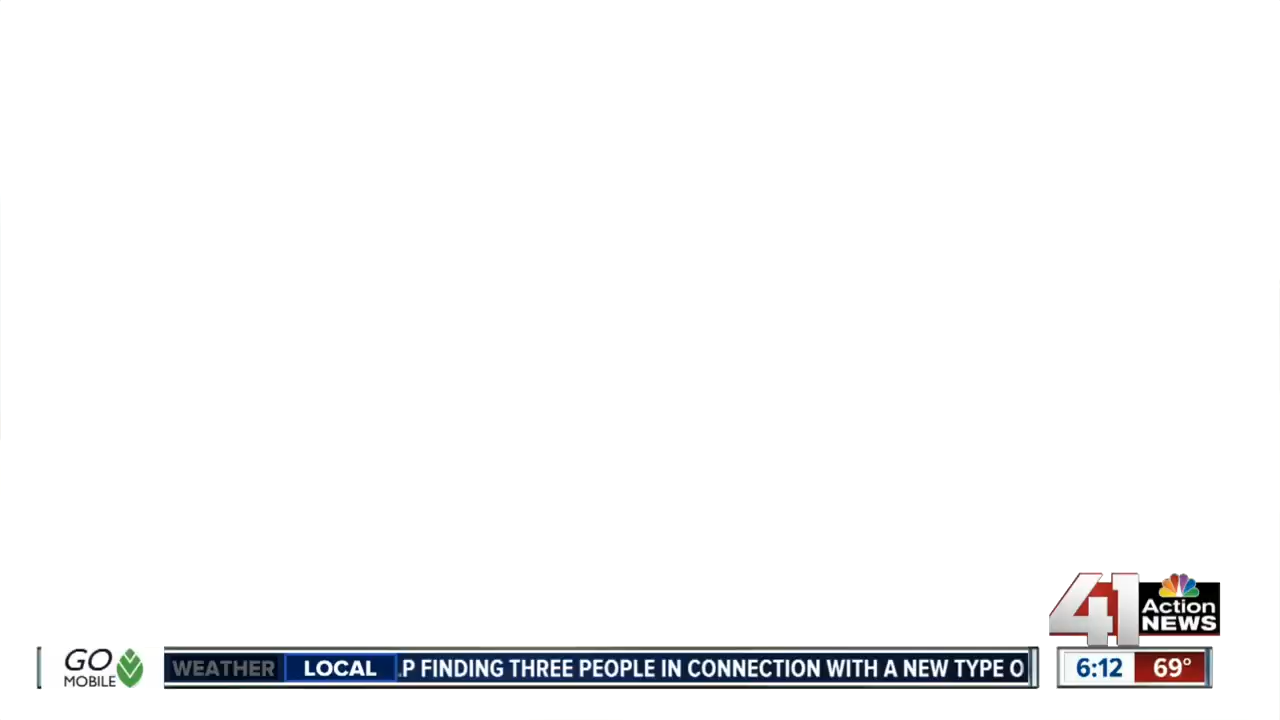 41
Action
NEWS
GO
MOBILE
WEATHER
LOCAL
P FINDING THREE PEOPLE IN CONNECTION WITH A NEW TYPE O
6:12
69°